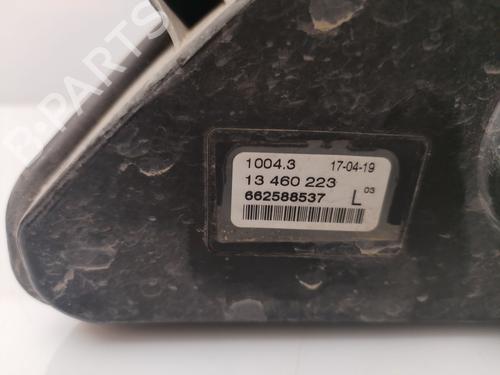 B-PARTS
1004.3 17-04-19
13 460 223
662588537 L 03